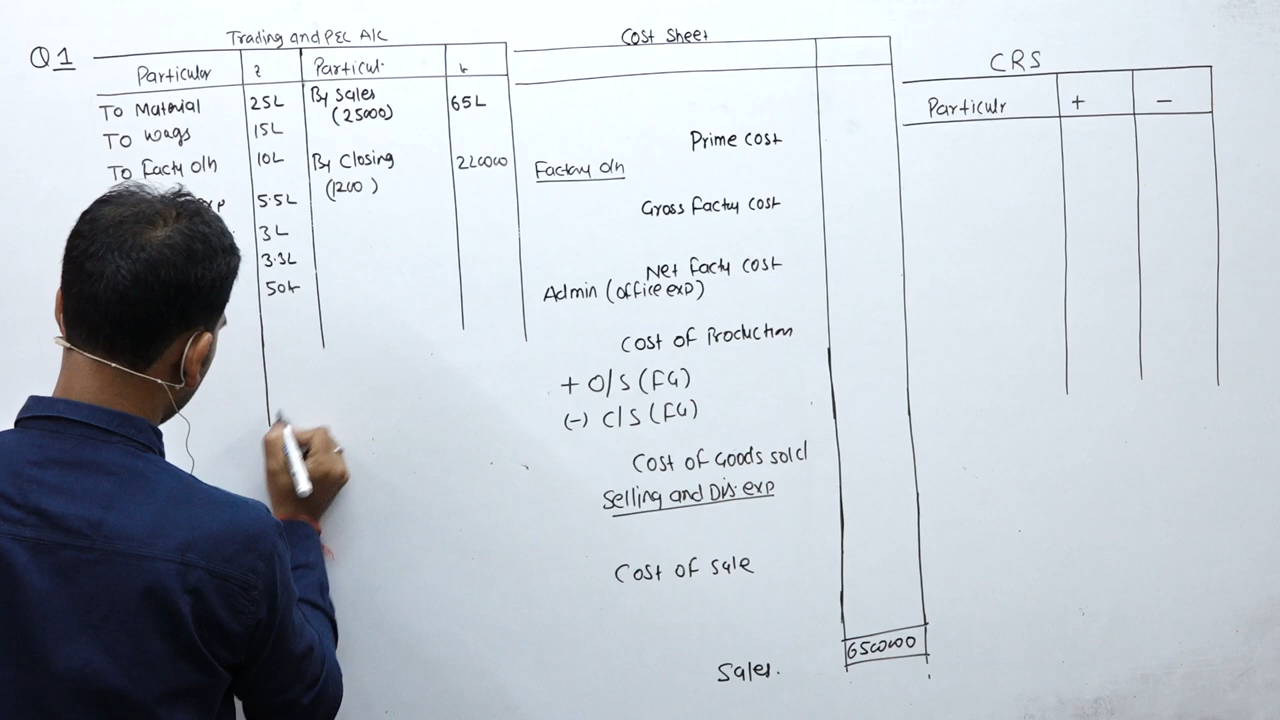 Q1
Trading and P&L A/c
Particular ₹ Particul. ₹
To Material 25L By Sales 65L
(25000)
To wags 15L
To Facty o/h 10L By Closing 220000
(1200)
xp 5.5L
3L
3.3L
50k
Cost Sheet
Prime cost
Factory o/h
Gross Facty cost
Net Facty cost
Admin (office exp)
Cost of Production
+ O/S (FG)
(-) C/S (FG)
Cost of Goods sold
Selling and Dis. exp
Cost of sale
6500000
Sales.
CRS
Particulr + -